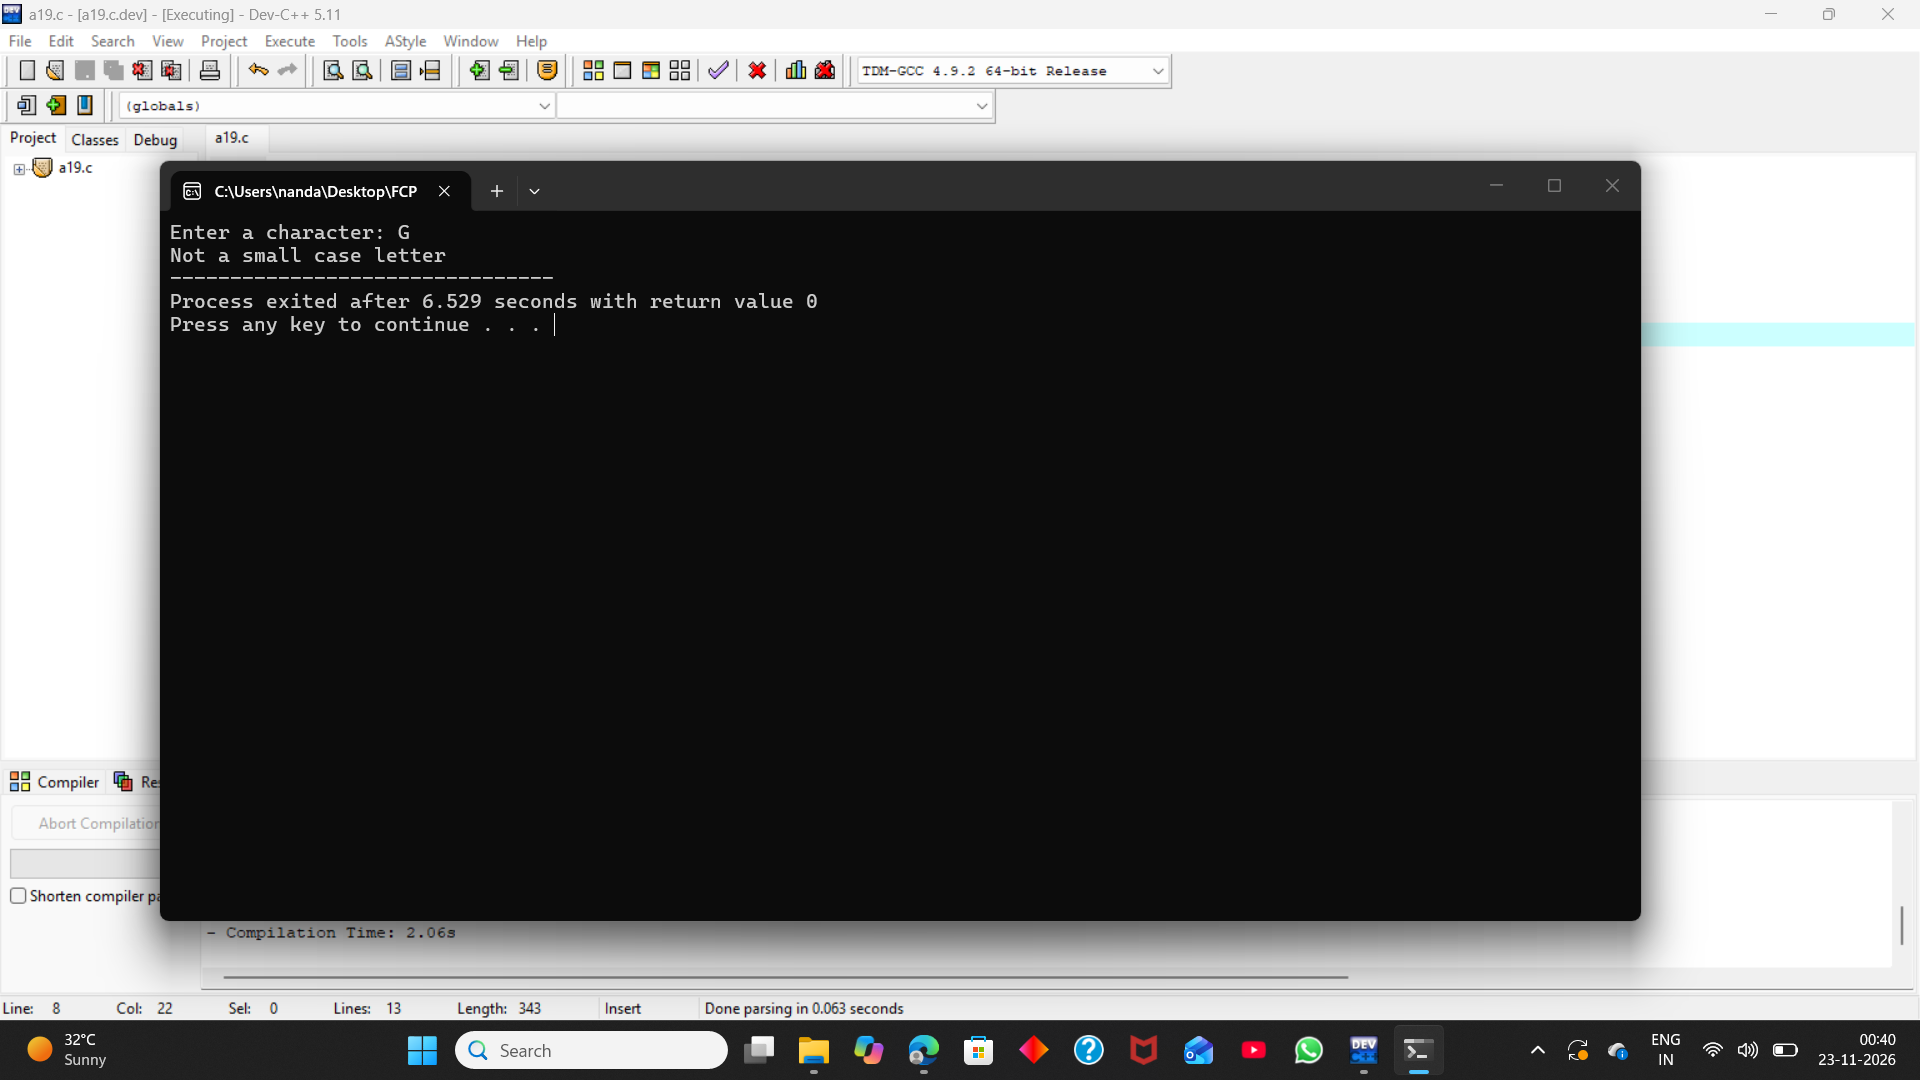 a19.c - [a19.c.dev] - [Executing] - Dev-C++ 5.11
File Edit Search View Project Execute Tools AStyle Window Help
TDM-GCC 4.9.2 64-bit Release
(globals)
Project Classes Debug a19.c
a19.c
C:\Users\nanda\Desktop\FCP
Enter a character: G
Not a small case letter
--------------------------------
Process exited after 6.529 seconds with return value 0
Press any key to continue . . .
Compiler Re
Abort Compilation
Shorten compiler pa
- Compilation Time: 2.06s
Line: 8 Col: 22 Sel: 0 Lines: 13 Length: 343 Insert Done parsing in 0.063 seconds
32°C
Sunny
Search
DEV
ENG
IN
00:40
23-11-2026